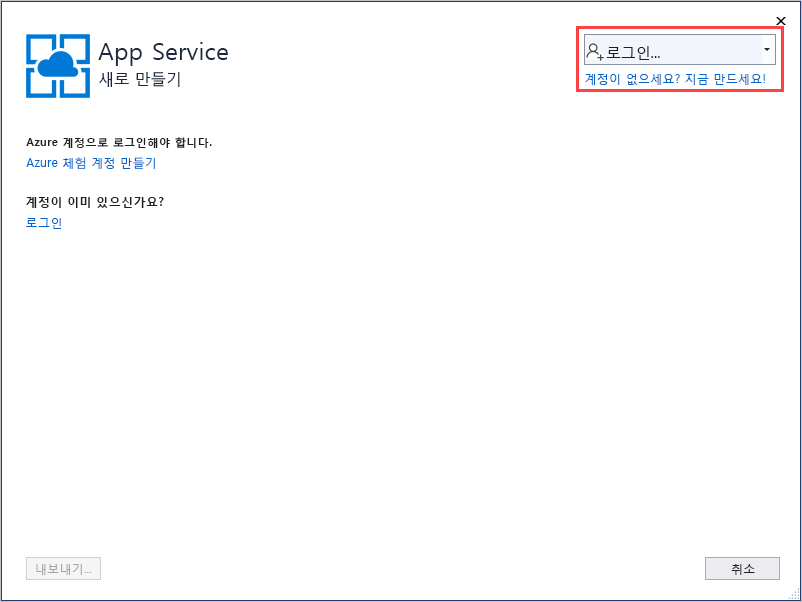 App Service
새로 만들기
로그인...
계정이 없으세요? 지금 만드세요!
Azure 계정으로 로그인해야 합니다.
Azure 체험 계정 만들기
계정이 이미 있으신가요?
로그인
내보내기...
취소